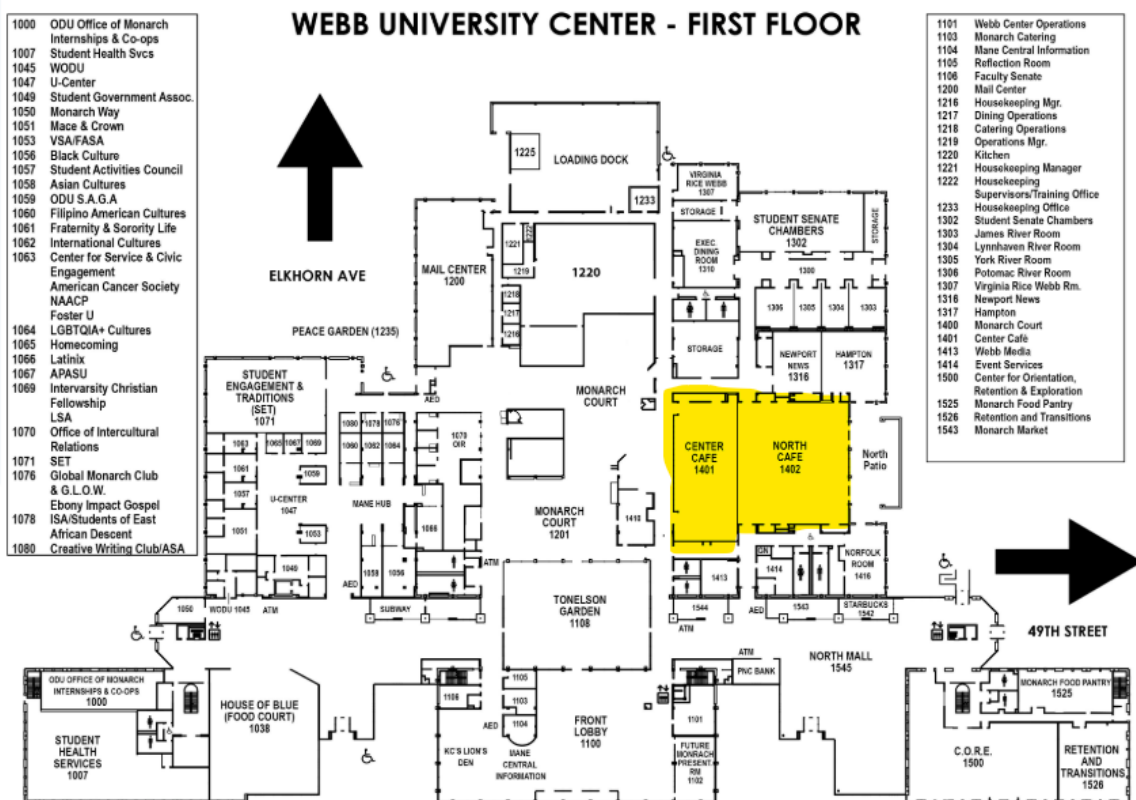 WEBB UNIVERSITY CENTER - FIRST FLOOR
1000 ODU Office of Monarch
Internships & Co-ops
1007 Student Health Svcs
1045 WODU
1047 U-Center
1049 Student Government Assoc.
1050 Monarch Way
1051 Mace & Crown
1053 VSA/FASA
1056 Black Culture
1057 Student Activities Council
1058 Asian Cultures
1059 ODU S.A.G.A
1060 Filipino American Cultures
1061 Fraternity & Sorority Life
1062 International Cultures
1063 Center for Service & Civic
Engagement
American Cancer Society
NAACP
Foster U
1064 LGBTQIA+ Cultures
1065 Homecoming
1066 Latinix
1067 APASU
1069 Intervarsity Christian
Fellowship
LSA
1070 Office of Intercultural
Relations
1071 SET
1076 Global Monarch Club
& G.L.O.W.
Ebony Impact Gospel
1078 ISA/Students of East
African Descent
1080 Creative Writing Club/ASA
1101 Webb Center Operations
1103 Monarch Catering
1104 Mane Central Information
1105 Reflection Room
1106 Faculty Senate
1200 Mail Center
1216 Housekeeping Mgr.
1217 Dining Operations
1218 Catering Operations
1219 Operations Mgr.
1220 Kitchen
1221 Housekeeping Manager
1222 Housekeeping
Supervisors/Training Office
1233 Housekeeping Office
1302 Student Senate Chambers
1303 James River Room
1304 Lynnhaven River Room
1305 York River Room
1306 Potomac River Room
1307 Virginia Rice Webb Rm.
1316 Newport News
1317 Hampton
1400 Monarch Court
1401 Center Cafè
1413 Webb Media
1414 Event Services
1500 Center for Orientation,
Retention & Exploration
1525 Monarch Food Pantry
1526 Retention and Transitions
1543 Monarch Market
1225
LOADING DOCK
1233
VIRGINIA
RICE WEBB
1307
STORAGE
STUDENT SENATE
CHAMBERS
1302
STORAGE
EXEC.
DINING
ROOM
1310
1300
1306
1305
1304
1303
ELKHORN AVE
MAIL CENTER
1200
1221
1222
1219
1220
1218
1217
1216
PEACE GARDEN (1235)
STORAGE
NEWPORT
NEWS
1316
HAMPTON
1317
STUDENT
ENGAGEMENT &
TRADITIONS
(SET)
1071
AED
MONARCH
COURT
1080
1078
1076
1070
OIR
1063
1065
1067
1069
1060
1062
1064
CENTER
CAFE
1401
NORTH
CAFE
1402
North
Patio
1061
1059
1057
U-CENTER
1047
MANE HUB
1051
1053
1066
MONARCH
COURT
1201
1410
1049
1058
1056
AED
ATM
1413
1414
NORFOLK
ROOM
1416
1050
WODU 1045
ATM
SUBWAY
TONELSON
GARDEN
1108
1544
ATM
AED
1543
STARBUCKS
1542
49TH STREET
ODU OFFICE OF MONARCH
INTERNSHIPS & CO-OPS
1000
HOUSE OF BLUE
(FOOD COURT)
1038
STUDENT
HEALTH
SERVICES
1007
1106
1105
1103
1104
AED
KC'S LION'S
DEN
MANE
CENTRAL
INFORMATION
FRONT
LOBBY
1100
1101
FUTURE
MONRACH
PRESENT.
RM
1102
ATM
PNC BANK
NORTH MALL
1545
MONARCH FOOD PANTRY
1525
C.O.R.E.
1500
RETENTION
AND
TRANSITIONS
1526